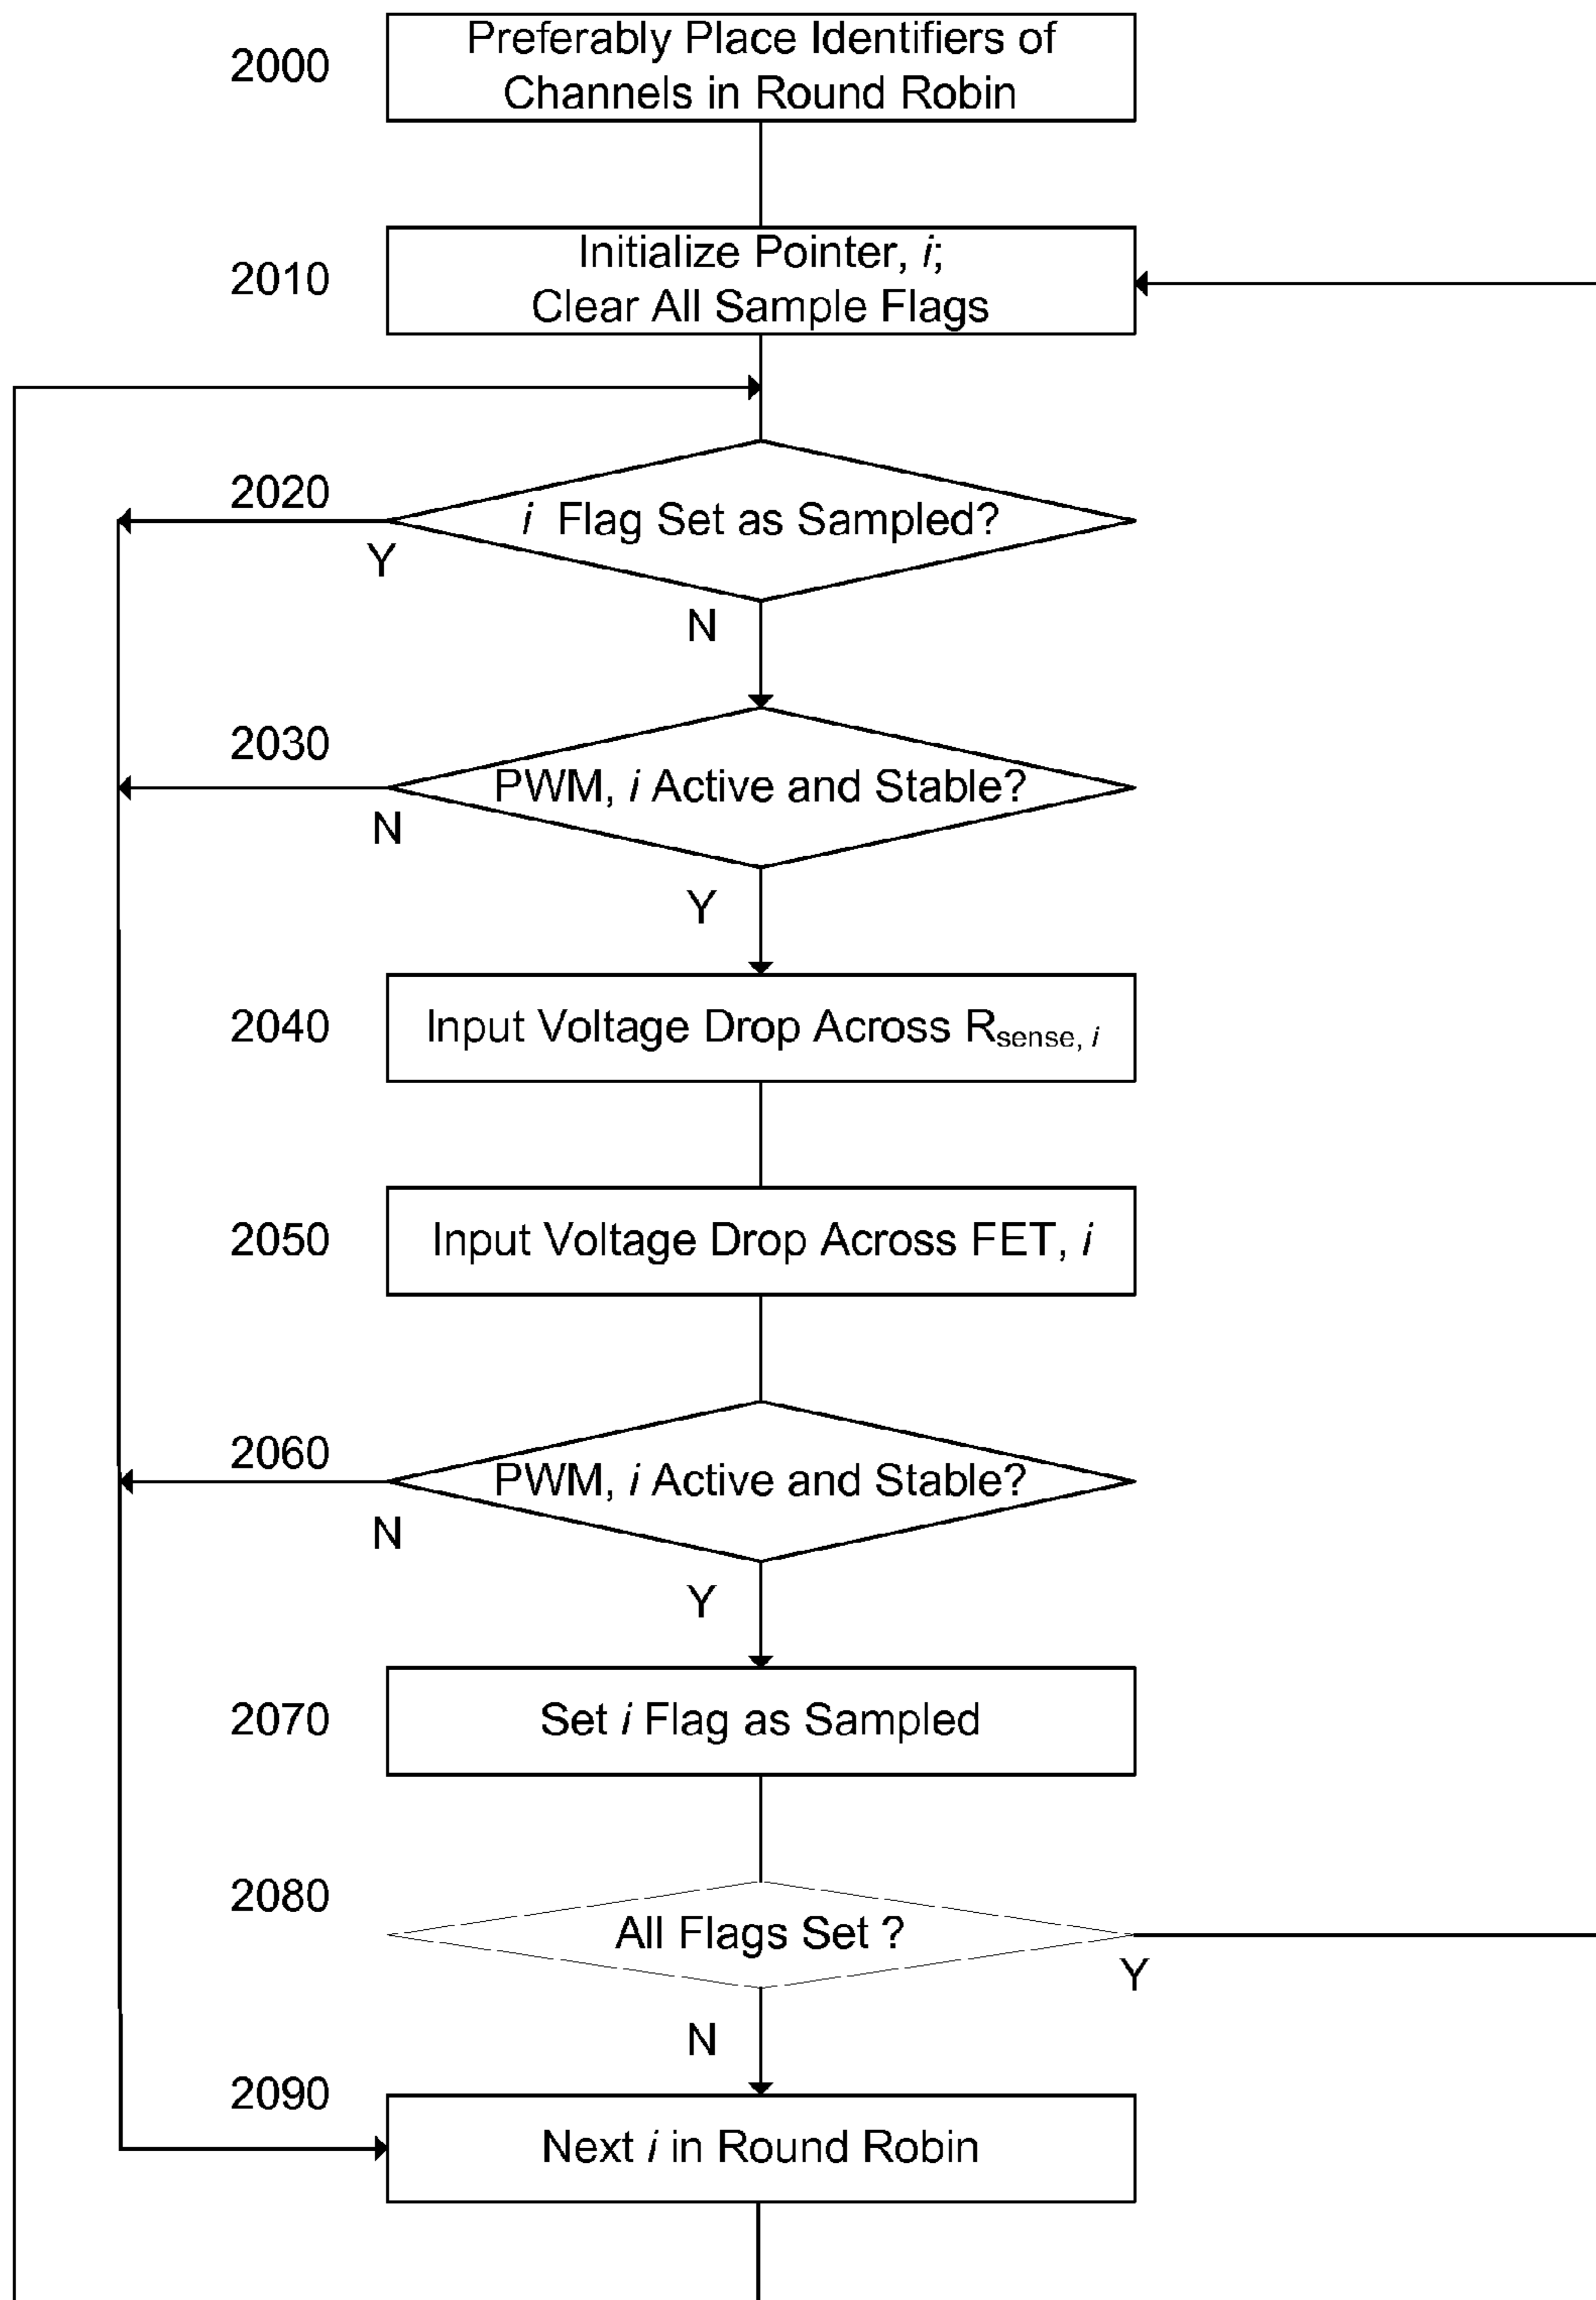 2000
Preferably Place Identifiers of
Channels in Round Robin
2010
Initialize Pointer, i;
Clear All Sample Flags
2020
i Flag Set as Sampled?
Y
N
2030
PWM, i Active and Stable?
N
Y
2040
Input Voltage Drop Across Rsense, i
2050
Input Voltage Drop Across FET, i
2060
PWM, i Active and Stable?
N
Y
2070
Set i Flag as Sampled
2080
All Flags Set ?
Y
N
2090
Next i in Round Robin